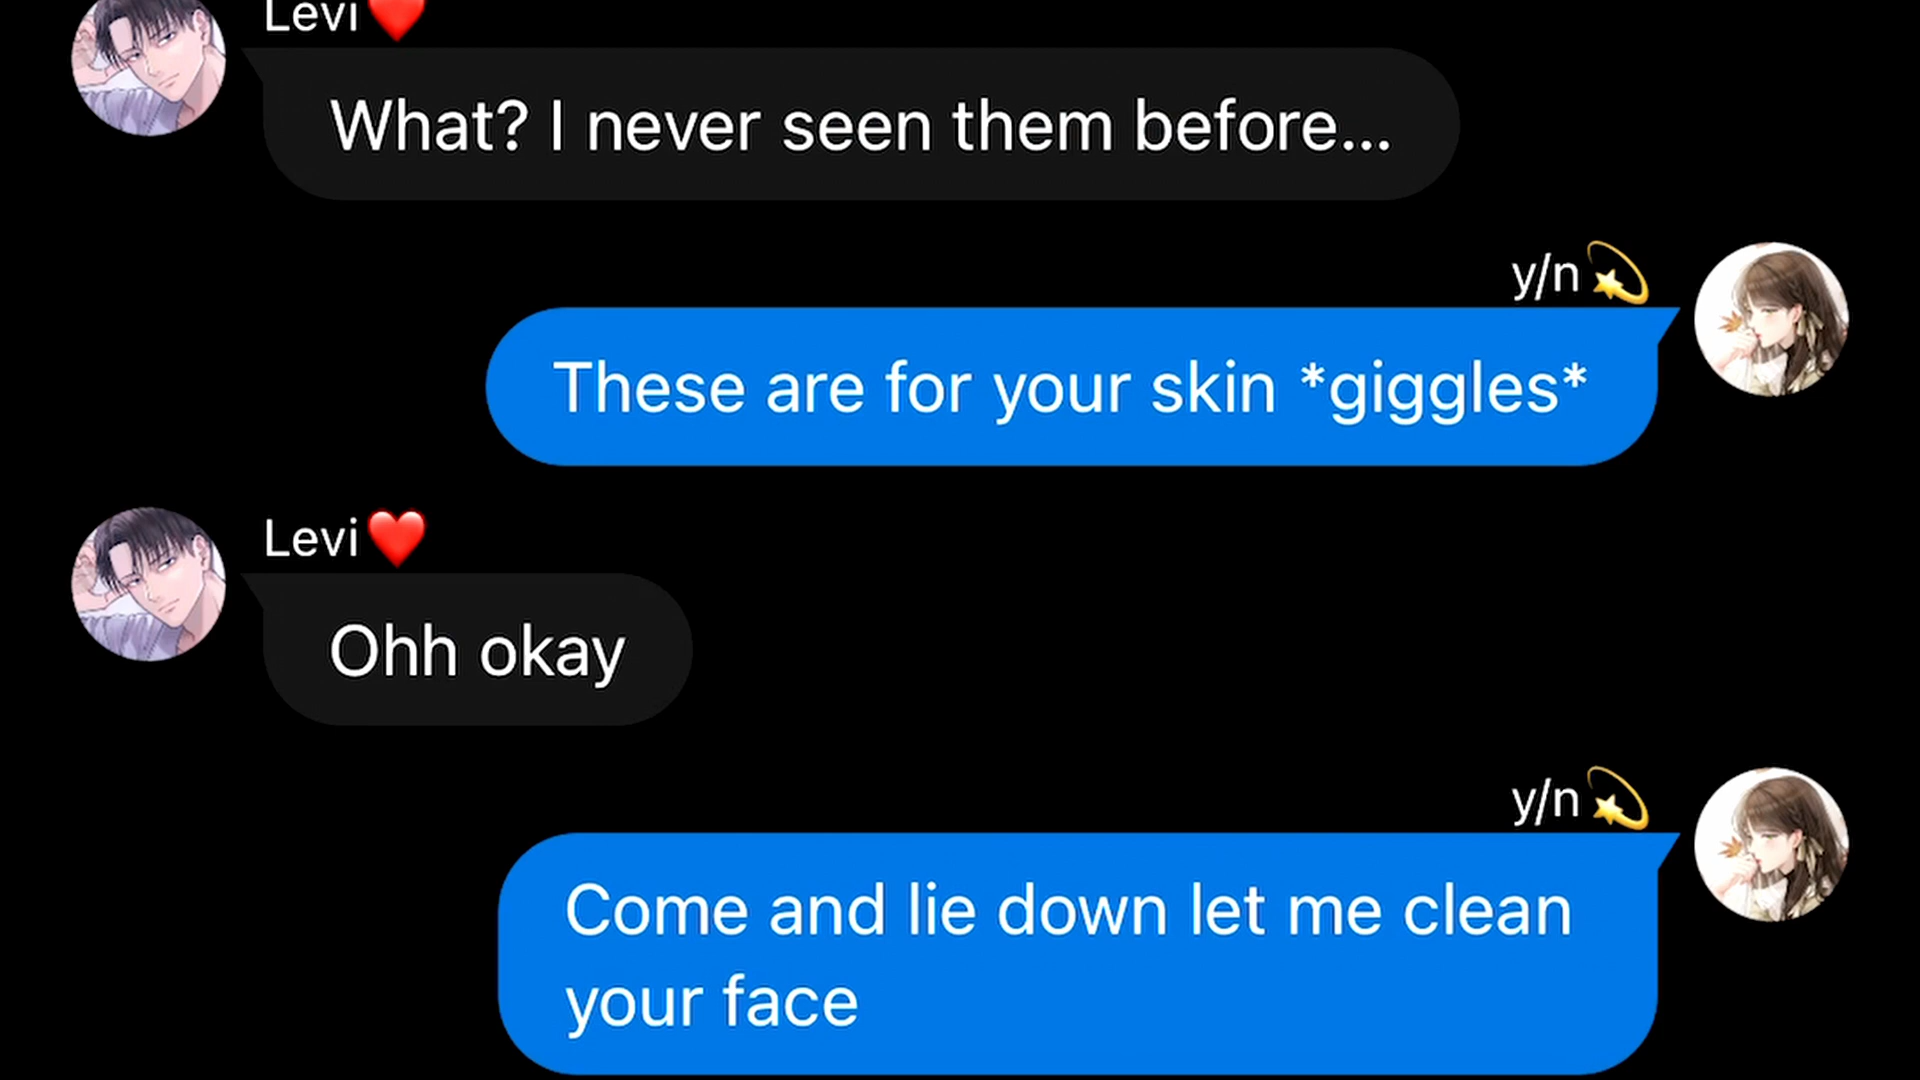 Levi❤️
What? I never seen them before...
y/n💫
These are for your skin *giggles*
Levi❤️
Ohh okay
y/n💫
Come and lie down let me clean
your face